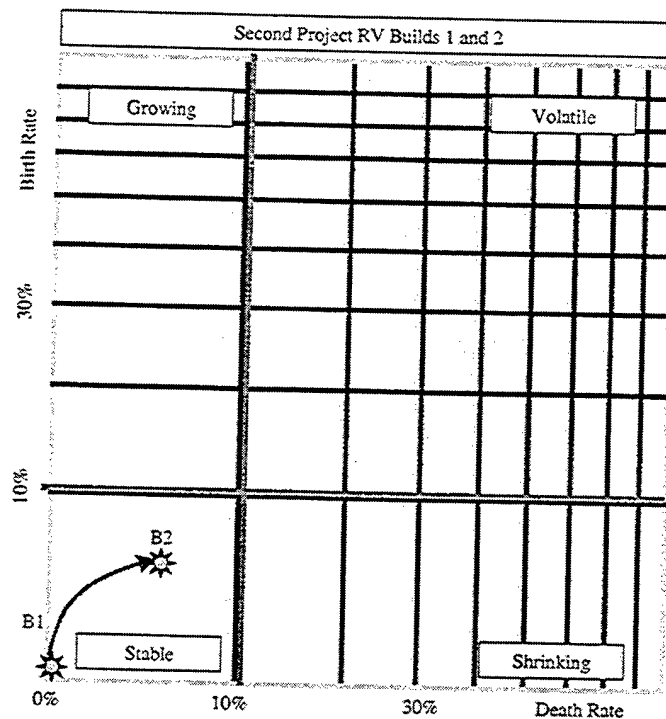 Second Project RV Builds 1 and 2
Growing
Volatile
Birth Rate
30%
10%
B2
B1
Stable
Shrinking
0%
10%
30%
Death Rate